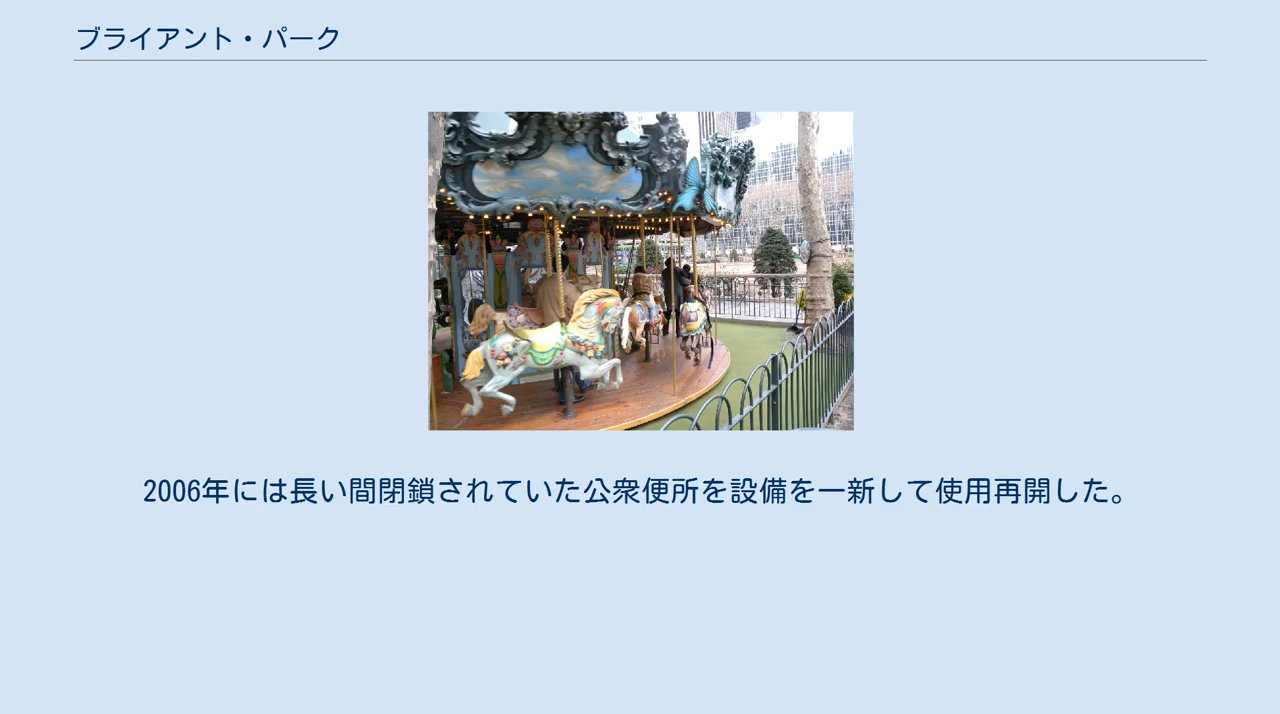 ブライアント・パーク
2006年には長い間閉鎖されていた公衆便所を設備を一新して使用再開した。